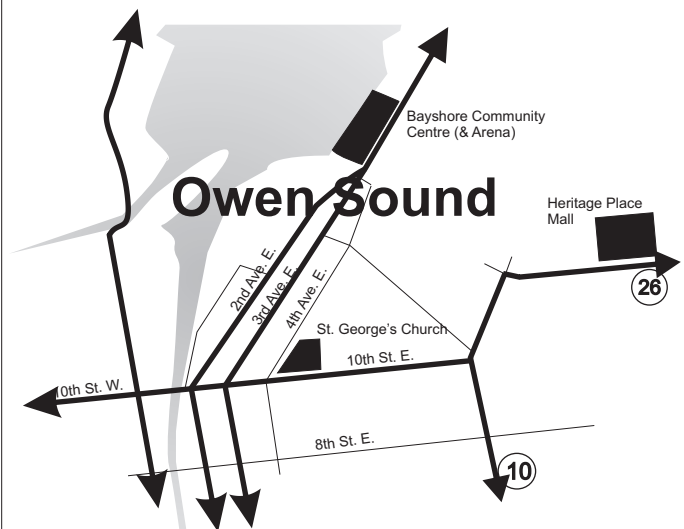 Bayshore Community
Centre (& Arena)
Owen Sound
Heritage Place
Mall
26
2nd Ave. E.
3rd Ave. E.
4th Ave. E.
St. George's Church
10th St. E.
10th St. W.
8th St. E.
10